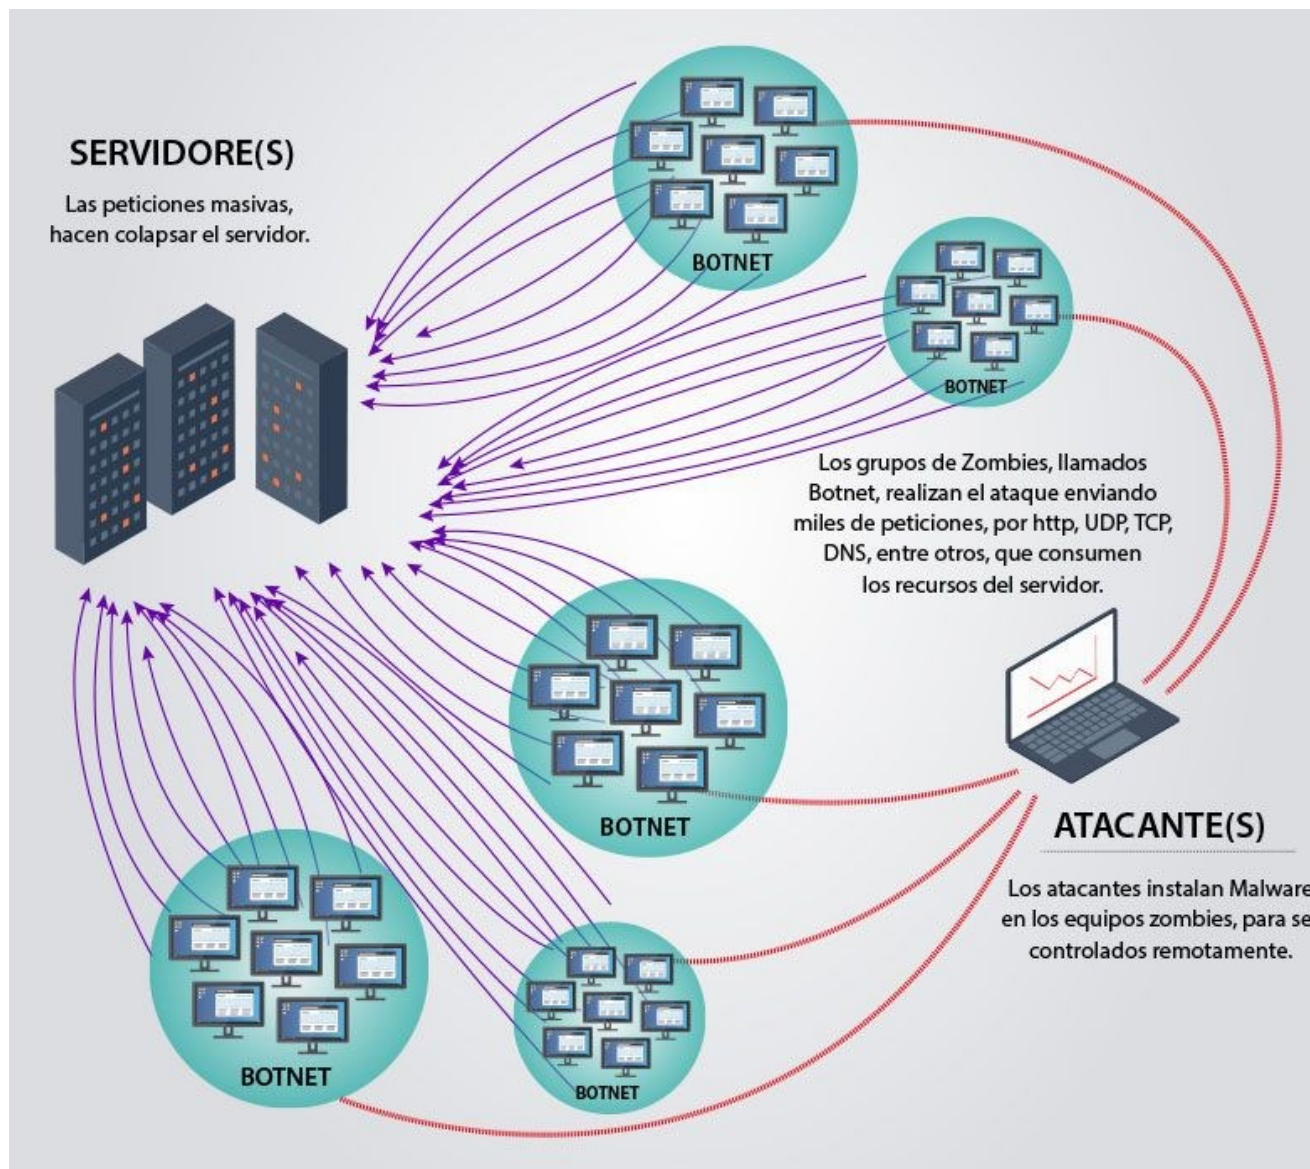 SERVIDORE(S)
Las peticiones masivas,
hacen colapsar el servidor.
BOTNET
BOTNET
Los grupos de Zombies, llamados
Botnet, realizan el ataque enviando
miles de peticiones, por http, UDP, TCP,
DNS, entre otros, que consumen
los recursos del servidor.
BOTNET
ATACANTE(S)
Los atacantes instalan Malware
en los equipos zombies, para se
controlados remotamente.
BOTNET
BOTNET